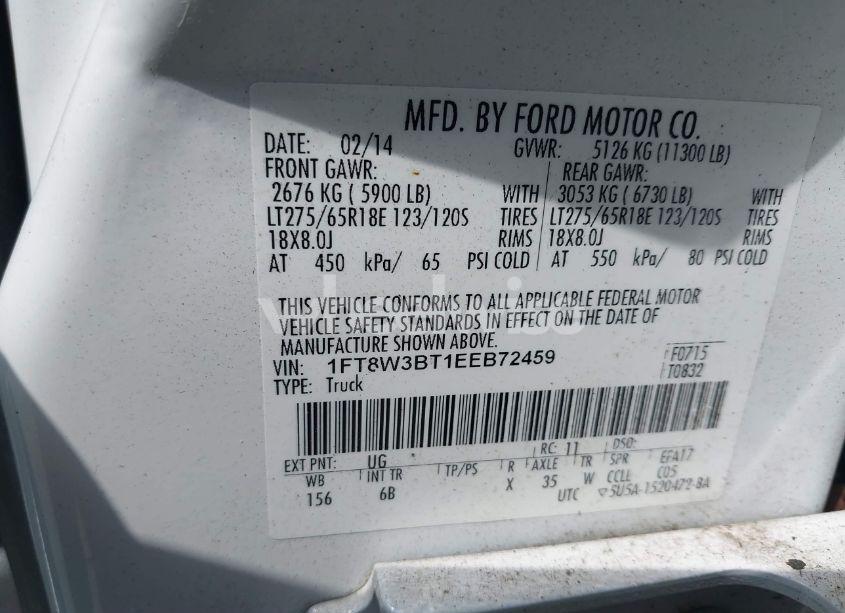 MFD. BY FORD MOTOR CO.
DATE: 02/14 GVWR: 5126 KG (11300 LB)
FRONT GAWR: REAR GAWR:
2676 KG ( 5900 LB) WITH 3053 KG ( 6730 LB) WITH
LT275/65R18E 123/120S TIRES LT275/65R18E 123/120S TIRES
18X8.0J RIMS 18X8.0J RIMS
AT 450 kPa/ 65 PSI COLD AT 550 kPa/ 80 PSI COLD
THIS VEHICLE CONFORMS TO ALL APPLICABLE FEDERAL MOTOR
VEHICLE SAFETY STANDARDS IN EFFECT ON THE DATE OF
MANUFACTURE SHOWN ABOVE.
VIN: 1FT8W3BT1EEB72459 F0715
TYPE: Truck T0832
EXT PNT: UG RC: 11 DSO:
WB INT TR TP/PS R AXLE TR SPR EFA17
156 6B X 35 W CCLL C05
UTC